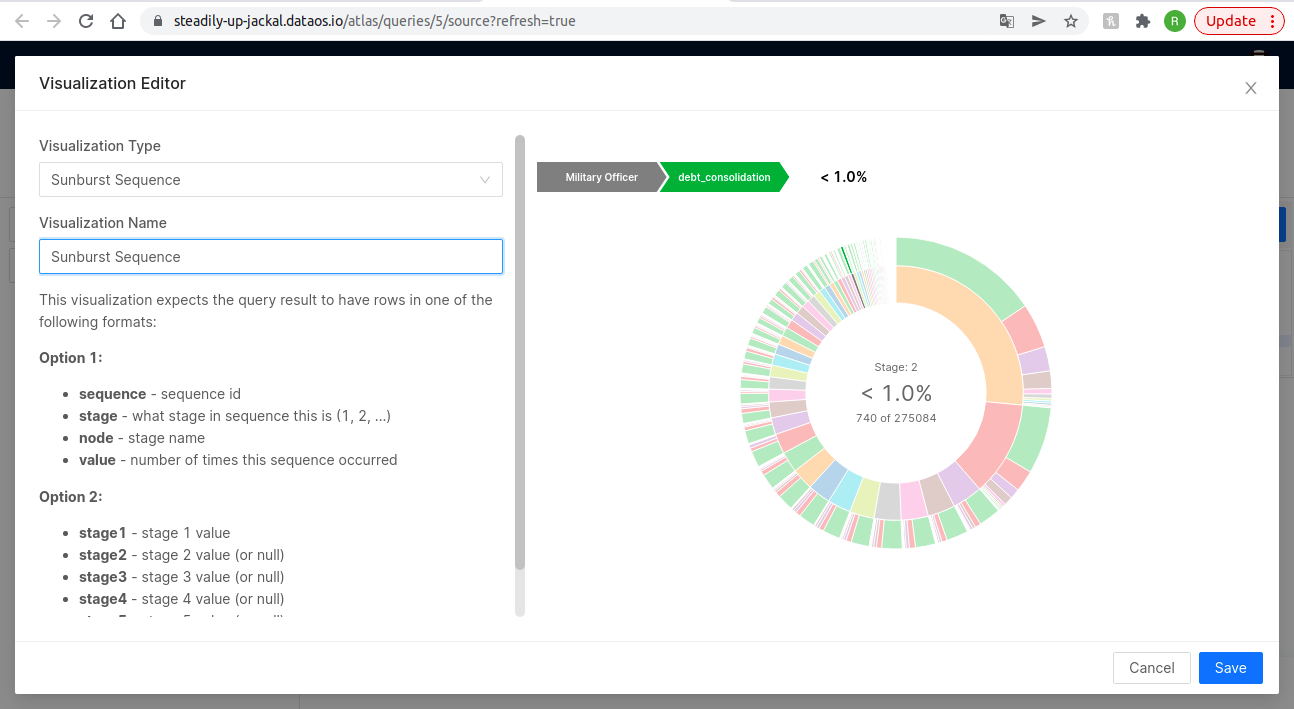 steadily-up-jackal.dataos.io/atlas/queries/5/source?refresh=true
R
Update
Visualization Editor
Visualization Type
Sunburst Sequence
Visualization Name
Sunburst Sequence
This visualization expects the query result to have rows in one of the
following formats:
Option 1:
• sequence - sequence id
• stage - what stage in sequence this is (1, 2, ...)
• node - stage name
• value - number of times this sequence occurred
Option 2:
• stage1 - stage 1 value
• stage2 - stage 2 value (or null)
• stage3 - stage 3 value (or null)
• stage4 - stage 4 value (or null)
Military Officer
debt_consolidation
< 1.0%
Stage: 2
< 1.0%
740 of 275084
Cancel
Save